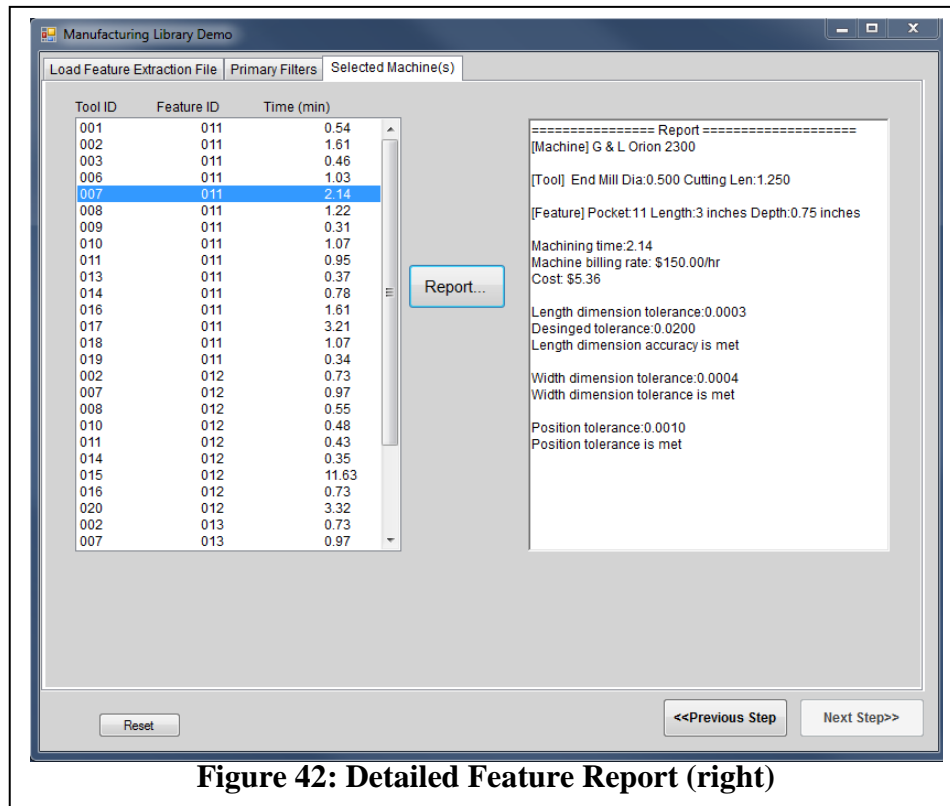 Manufacturing Library Demo
Load Feature Extraction File Primary Filters Selected Machine(s)
Tool ID Feature ID Time (min)
001 011 0.54
002 011 1.61
003 011 0.46
006 011 1.03
007 011 2.14
008 011 1.22
009 011 0.31
010 011 1.07
011 011 0.95
013 011 0.37
014 011 0.78
016 011 1.61
017 011 3.21
018 011 1.07
019 011 0.34
002 012 0.73
007 012 0.97
008 012 0.55
010 012 0.48
011 012 0.43
014 012 0.35
015 012 11.63
016 012 0.73
020 012 3.32
002 013 0.73
007 013 0.97
Report...
================ Report ====================
[Machine] G & L Orion 2300
[Tool] End Mill Dia:0.500 Cutting Len:1.250
[Feature] Pocket:11 Length:3 inches Depth:0.75 inches
Machining time:2.14
Machine billing rate: $150.00/hr
Cost: $5.36
Length dimension tolerance:0.0003
Desinged tolerance:0.0200
Length dimension accuracy is met
Width dimension tolerance:0.0004
Width dimension tolerance is met
Position tolerance:0.0010
Position tolerance is met
Reset
<<Previous Step
Next Step>>
Figure 42: Detailed Feature Report (right)